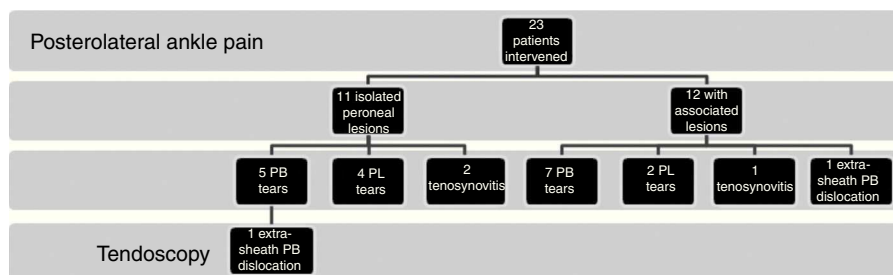 Posterolateral ankle pain
23
patients
intervened
11 isolated
peroneal
lesions
12 with
associated
lesions
5 PB
tears
4 PL
tears
2
tenosynovitis
7 PB
tears
2 PL
tears
1
tenosynovitis
1 extra-
sheath PB
dislocation
Tendoscopy
1 extra-
sheath PB
dislocation